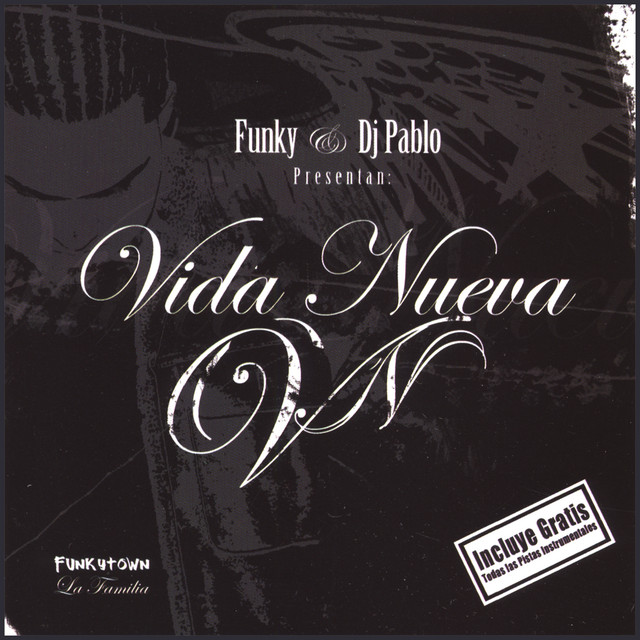 Funky & Dj Pablo
Presentan:
Vida Nueva
VN
Incluye Gratis
Todas las Pistas Instrumentales
FUNKYTOWN
La Familia